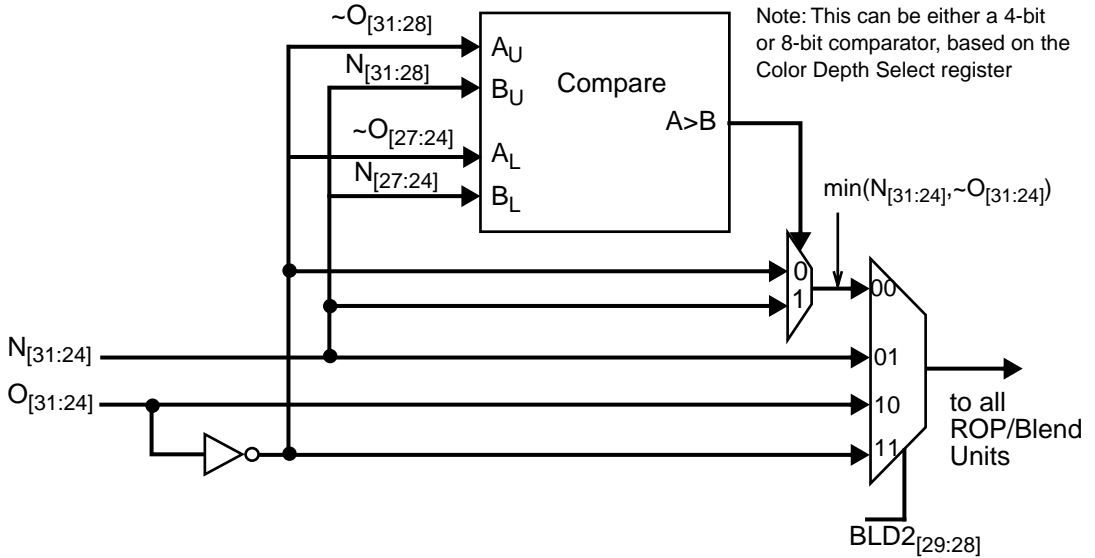 ~O[31:28]
Note: This can be either a 4-bit
or 8-bit comparator, based on the
Color Depth Select register
AU
N[31:28]
Compare
BU
A>B
~O[27:24]
AL
N[27:24]
BL
min(N[31:24],~O[31:24])
0
1
00
N[31:24]
01
O[31:24]
10
to all
ROP/Blend
Units
11
BLD2[29:28]